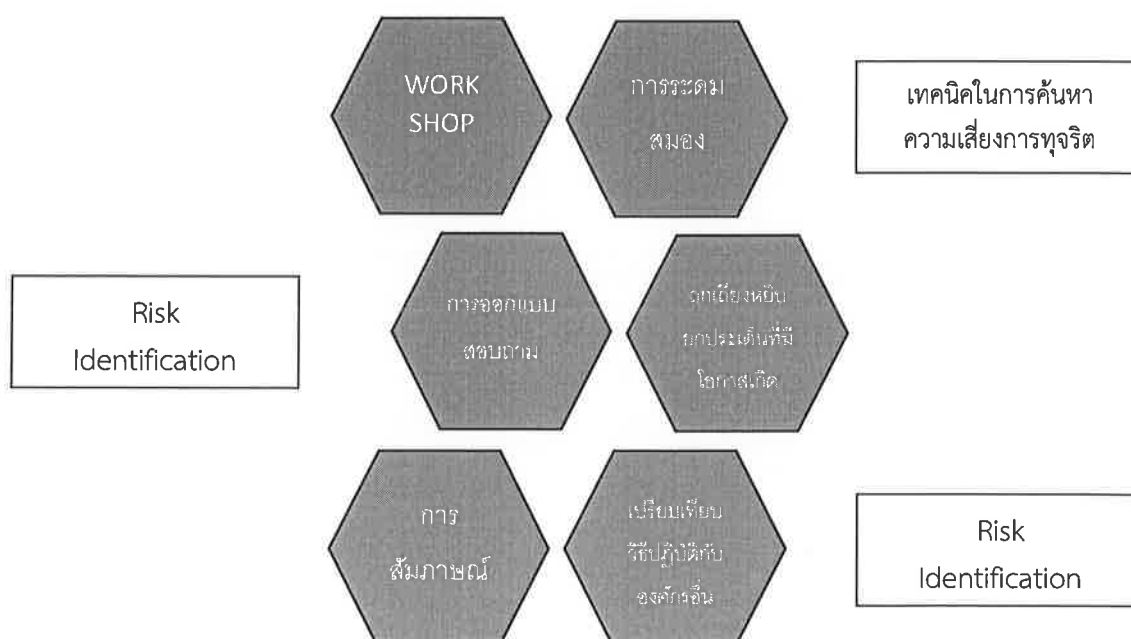 WORK
SHOP
การระดม
สมอง
เทคนิคในการค้นหา
ความเสี่ยงการทุจริต
Risk
Identification
การออกแบบ
สอบถาม
ถกเถียงหยิบ
ยกประเด็นที่มี
โอกาสเกิด
การ
สัมภาษณ์
เปรียบเทียบ
วิธีปฏิบัติกับ
องค์กรอื่น
Risk
Identification